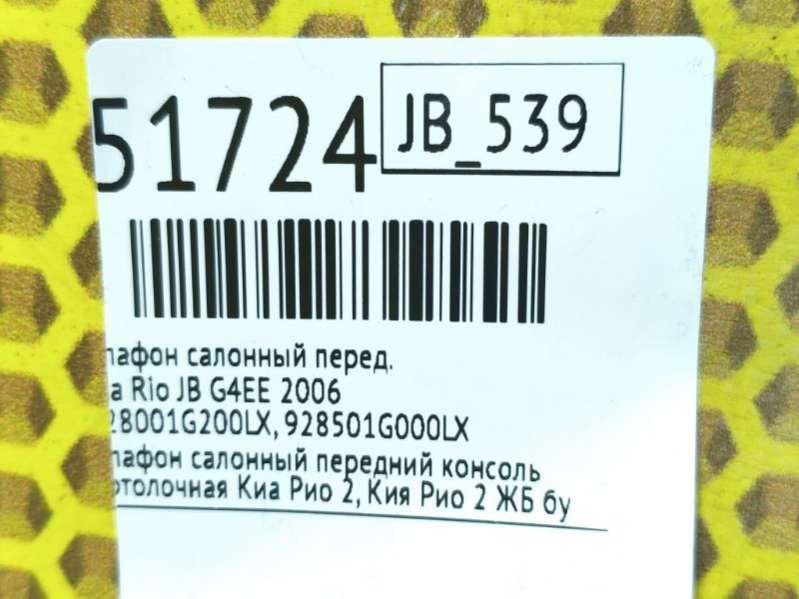 51724
JB_539
лафон салонный перед.
a Rio JB G4EE 2006
28001G200LX, 928501G000LX
лафон салонный передний консоль
отолочная Киа Рио 2, Кия Рио 2 ЖБ бу